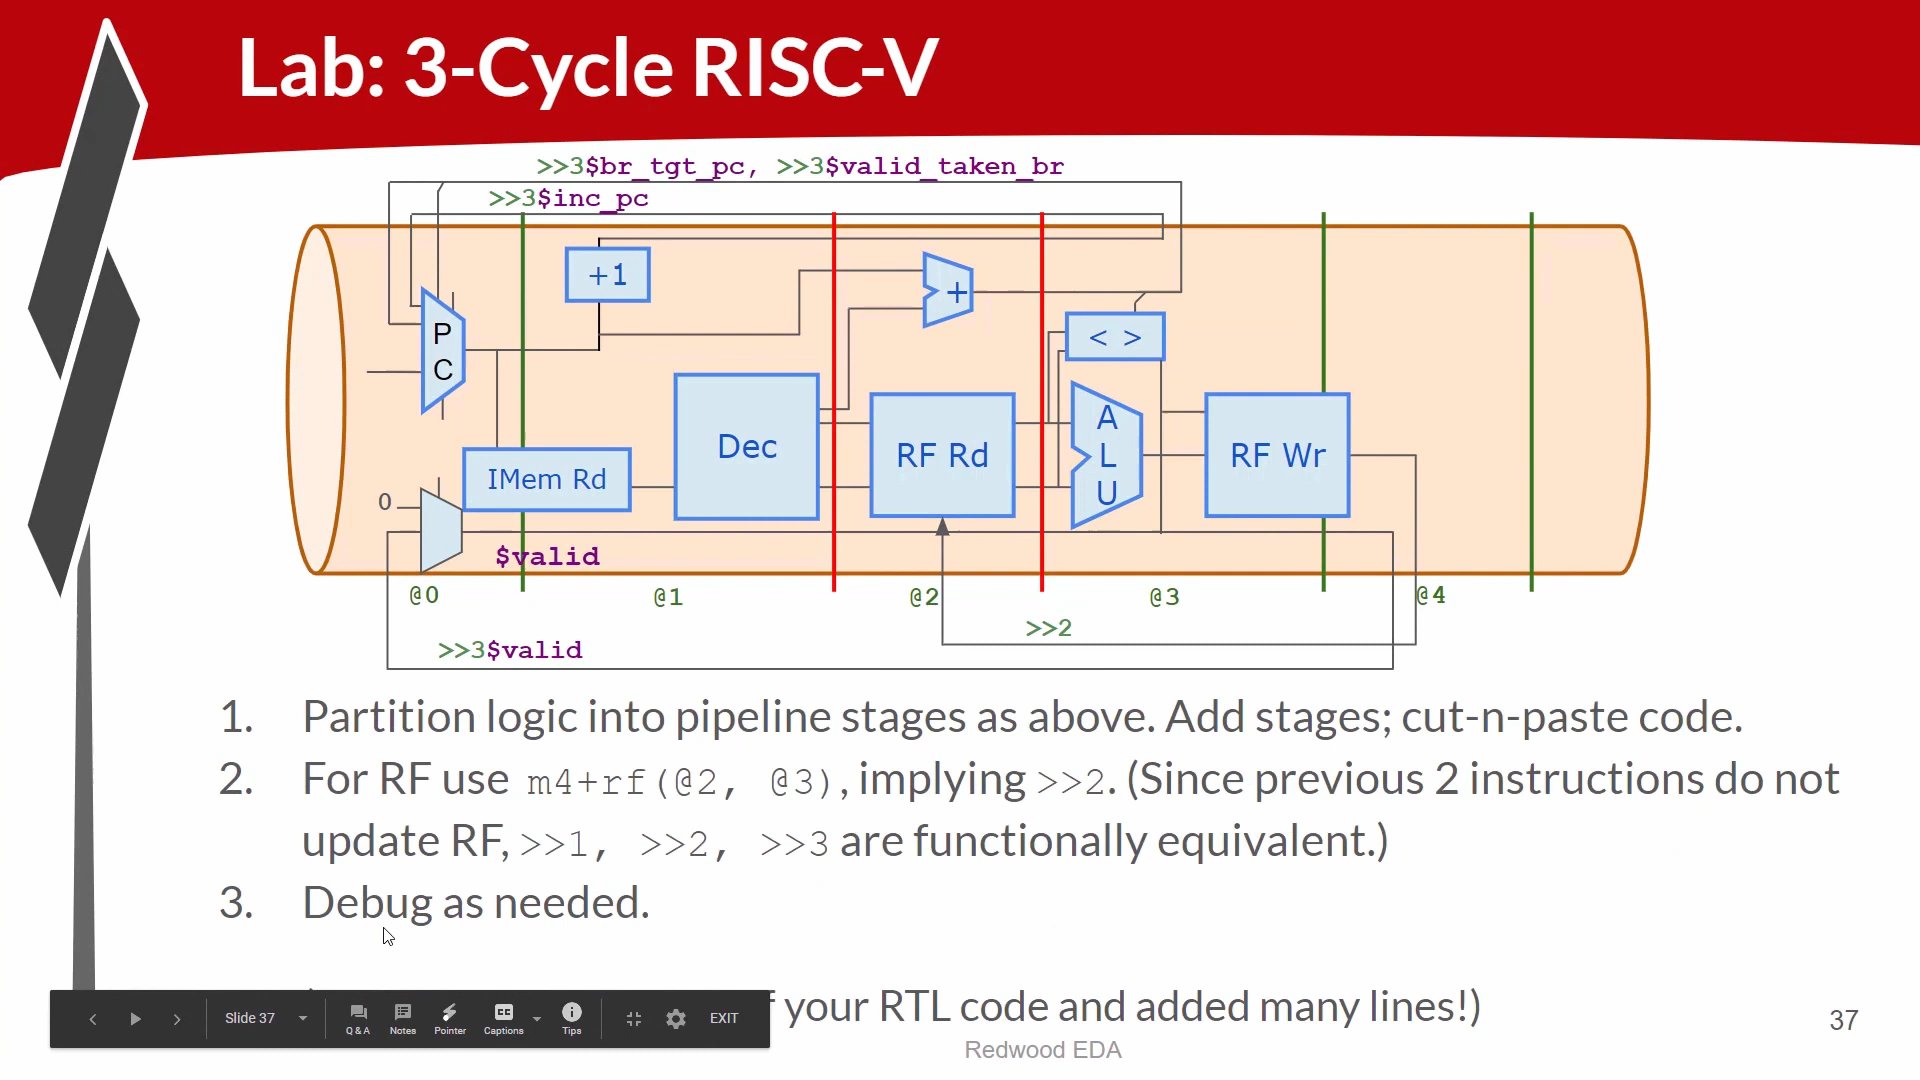 Lab: 3-Cycle RISC-V
>>3$br_tgt_pc, >>3$valid_taken_br
>>3$inc_pc
+1
+
P
C
< >
A
L
U
Dec
RF Rd
RF Wr
IMem Rd
0
$valid
@0
@1
@2
@3
@4
>>2
>>3$valid
1. Partition logic into pipeline stages as above. Add stages; cut-n-paste code.
2. For RF use m4+rf(@2, @3), implying >>2. (Since previous 2 instructions do not
update RF, >>1, >>2, >>3 are functionally equivalent.)
3. Debug as needed.
your RTL code and added many lines!)
Slide 37
Q & A
Notes
Pointer
CC
Captions
Tips
EXIT
37
Redwood EDA